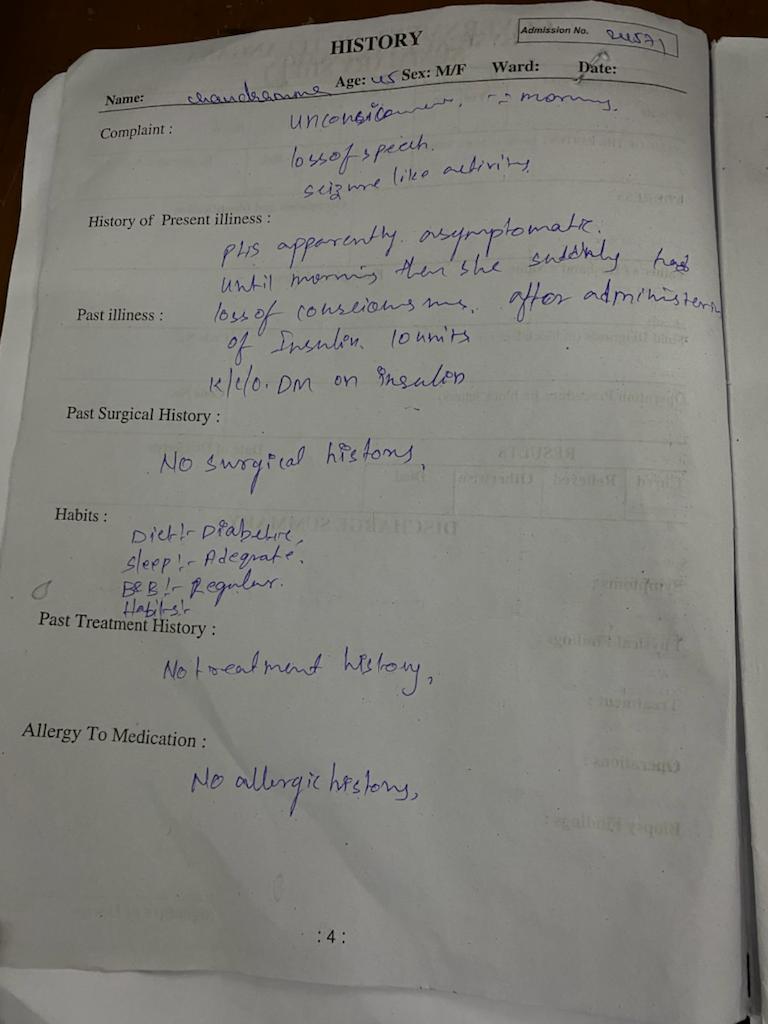 HISTORY
Admission No. 24571
Name: chandramma Age: 45 Sex: M/F Ward: Date:
Complaint : morning.
loss of speech.
seizure like activity
History of Present illness :
pt is apparently asymptomatic.
until morning then she suddenly had
Past illness : loss of after administerin
of Insulin 10 units
K/C/O. DM on insulin
Past Surgical History :
No surgical history,
Habits :
Diet:- Diabetic,
Sleep:- Adequate.
B&B:- Regular.
Habits:-
Past Treatment History :
No treatment history,
Allergy To Medication :
No allergic history,
: 4 :